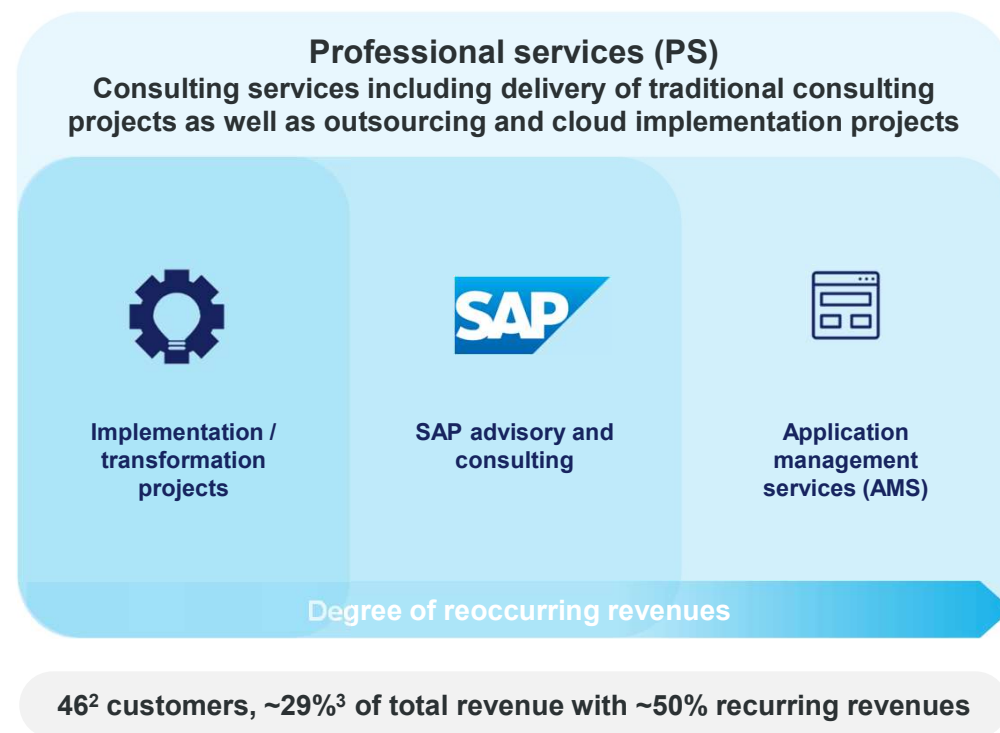 Professional services (PS)
Consulting services including delivery of traditional consulting
projects as well as outsourcing and cloud implementation projects
SAP
Implementation /
transformation
projects
SAP advisory and
consulting
Application
management
services (AMS)
Degree of reoccurring revenues
46² customers, ~29%³ of total revenue with ~50% recurring revenues